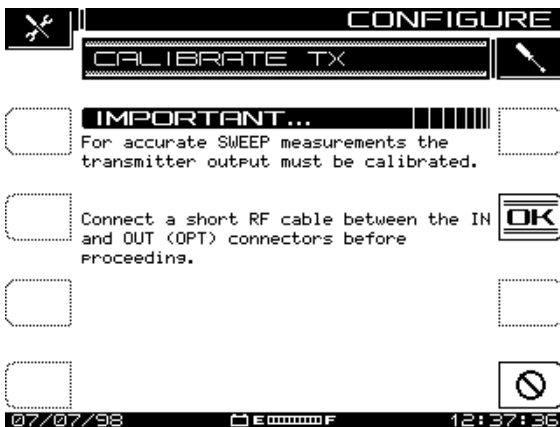 CONFIGURE
CALIBRATE TX
IMPORTANT...
For accurate SWEEP measurements the
transmitter output must be calibrated.
Connect a short RF cable between the IN
and OUT (OPT) connectors before
proceeding.
OK
07/07/98 E F 12:37:36